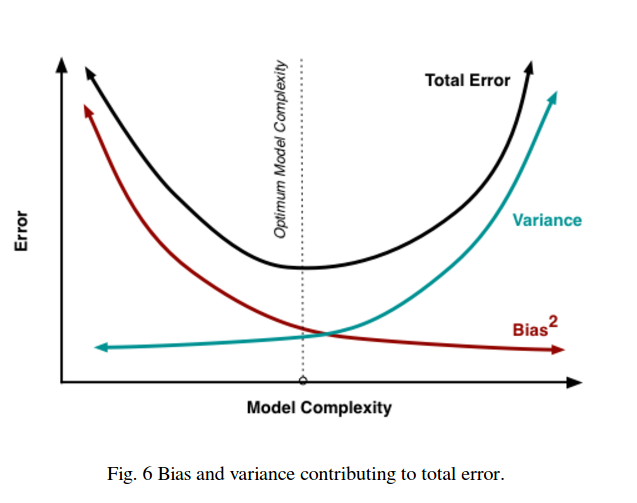 Optimum Model Complexity
Total Error
Error
Variance
Bias2
Model Complexity
Fig. 6 Bias and variance contributing to total error.